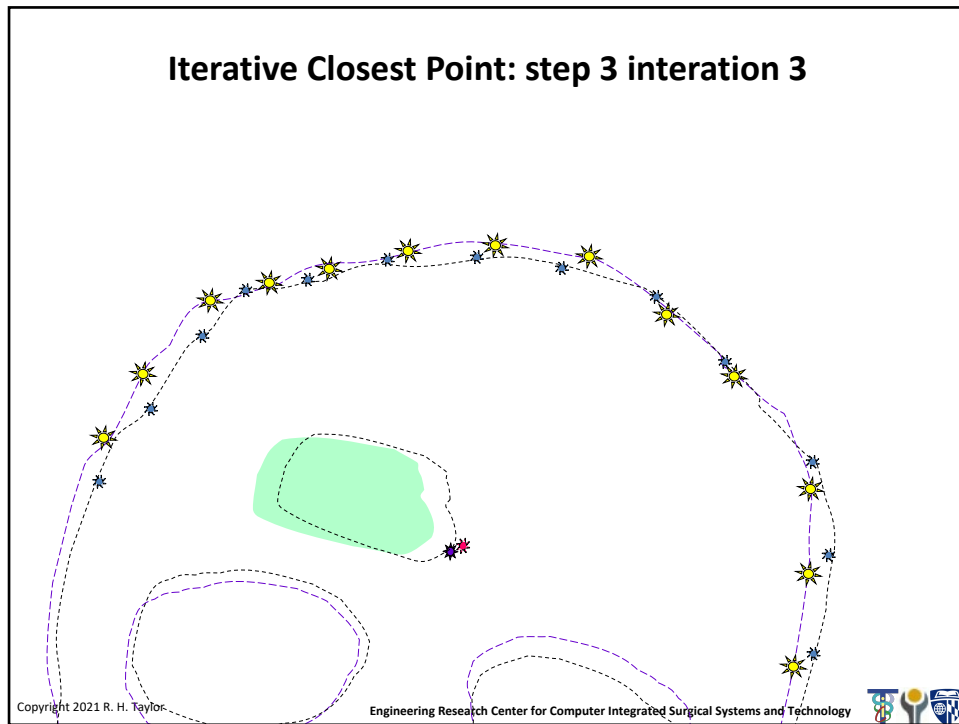 Iterative Closest Point: step 3 interation 3
Copyright 2021 R. H. Taylor
Engineering Research Center for Computer Integrated Surgical Systems and Technology